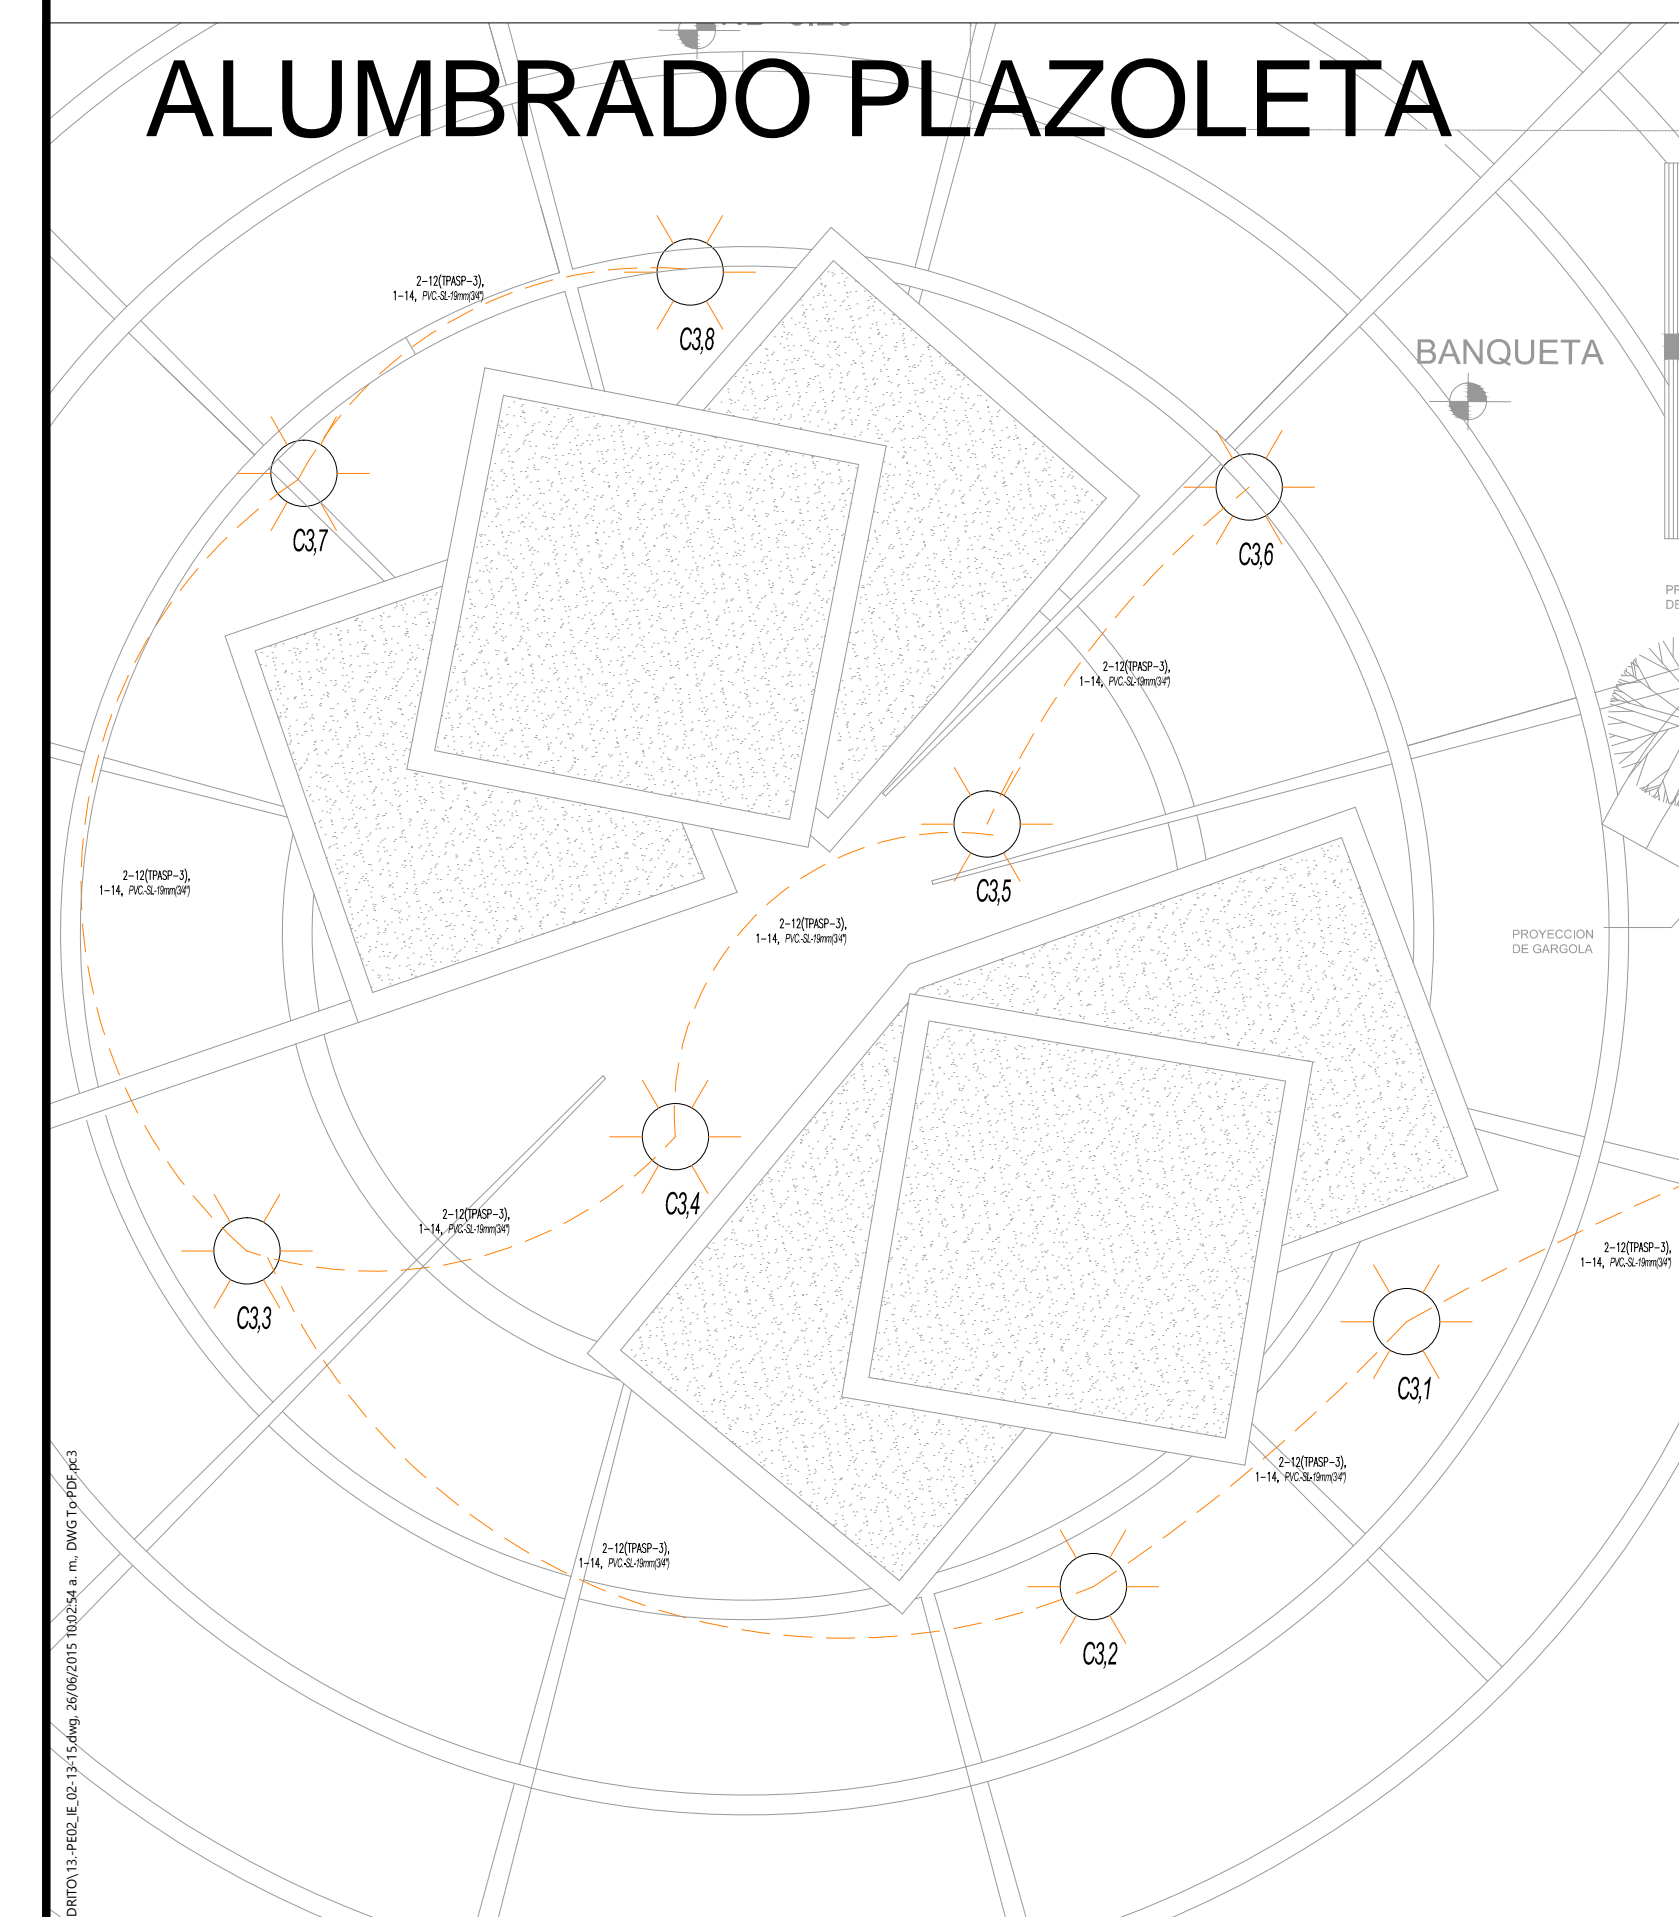 ALUMBRADO PLAZOLETA
2-12(TPASP-3),
1-14, PVC.-SL-19mm(3/4")
C3,8
BANQUETA
C3,7
C3,6
2-12(TPASP-3),
1-14, PVC.-SL-19mm(3/4")
2-12(TPASP-3),
1-14, PVC.-SL-19mm(3/4")
C3,5
2-12(TPASP-3),
1-14, PVC.-SL-19mm(3/4")
PROYECCION
DE GARGOLA
C3,4
2-12(TPASP-3),
1-14, PVC.-SL-19mm(3/4")
2-12(TPASP-3),
1-14, PVC.-SL-19mm(3/4")
C3,3
C3,1
2-12(TPASP-3),
1-14, PVC.-SL-19mm(3/4")
2-12(TPASP-3),
1-14, PVC.-SL-19mm(3/4")
C3,2
DRITO\13.-PE02_IE_02-13-15.dwg, 26/06/2015 10:02:54 a. m., DWG To PDF.pc3